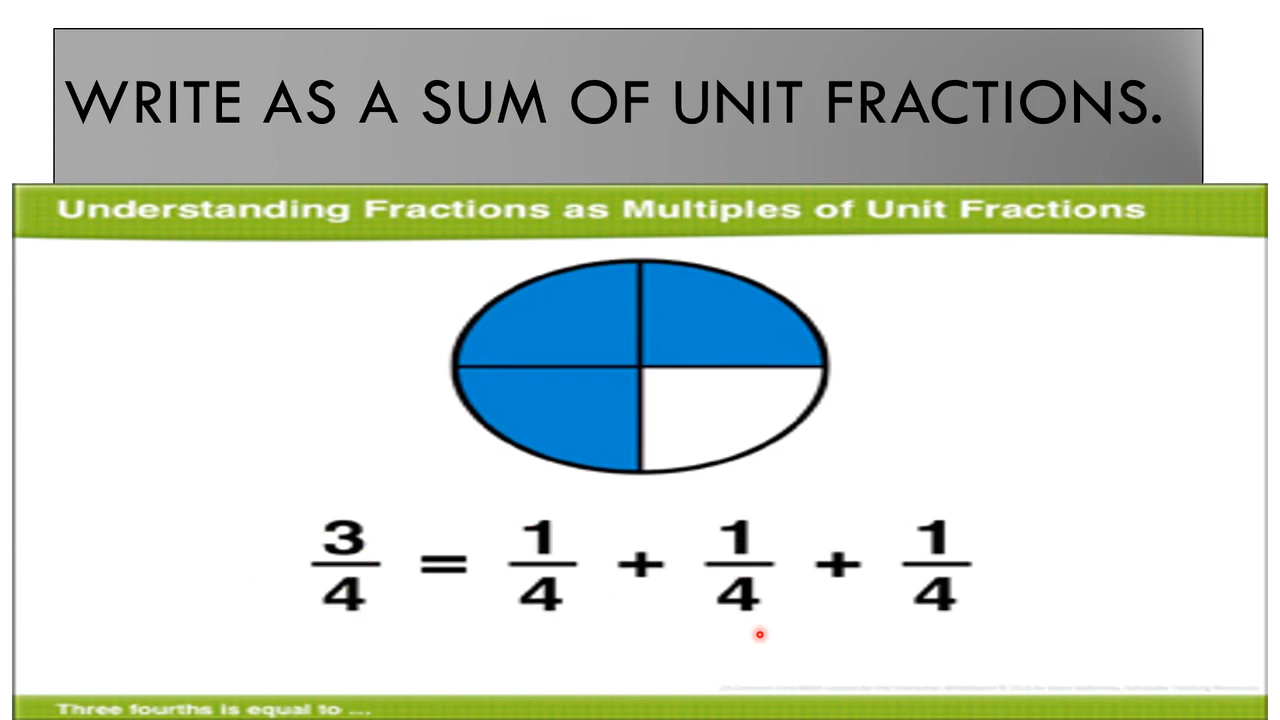 WRITE AS A SUM OF UNIT FRACTIONS.
Understanding Fractions as Multiples of Unit Fractions
3/4 = 1/4 + 1/4 + 1/4
Three fourths is equal to ...